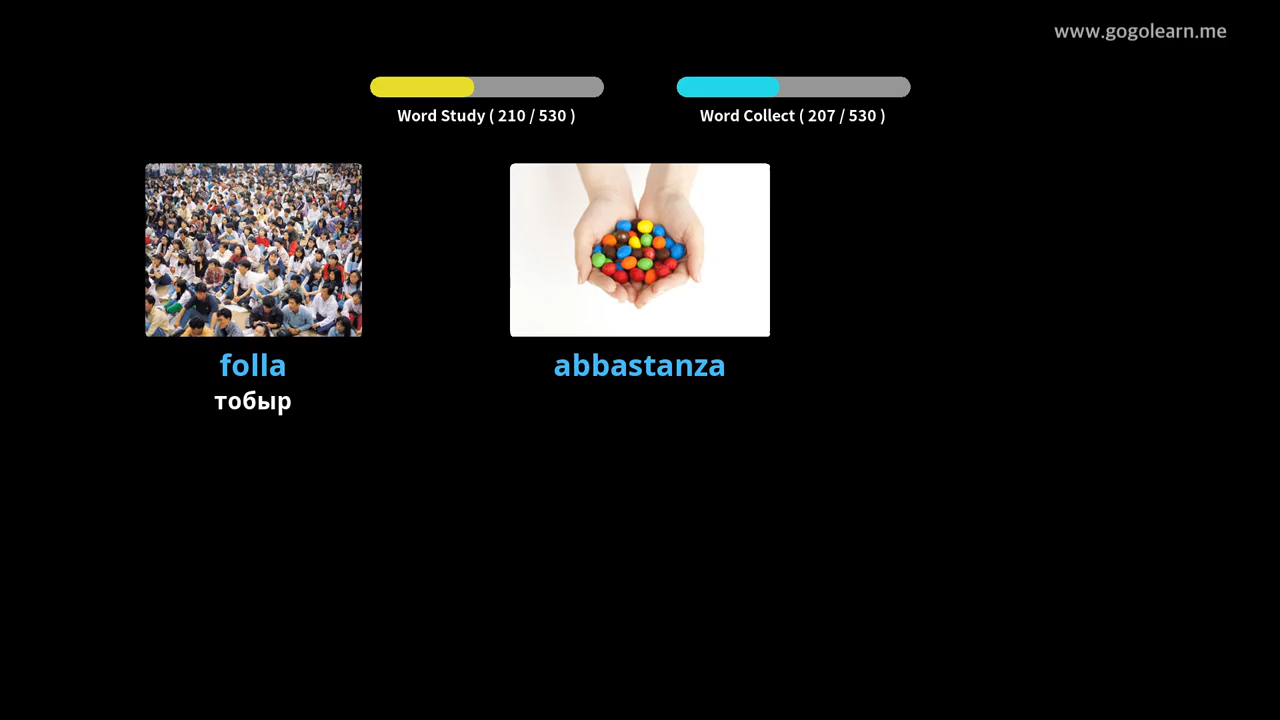 www.gogolearn.me
Word Study ( 210 / 530 )
Word Collect ( 207 / 530 )
folla
тобыр
abbastanza